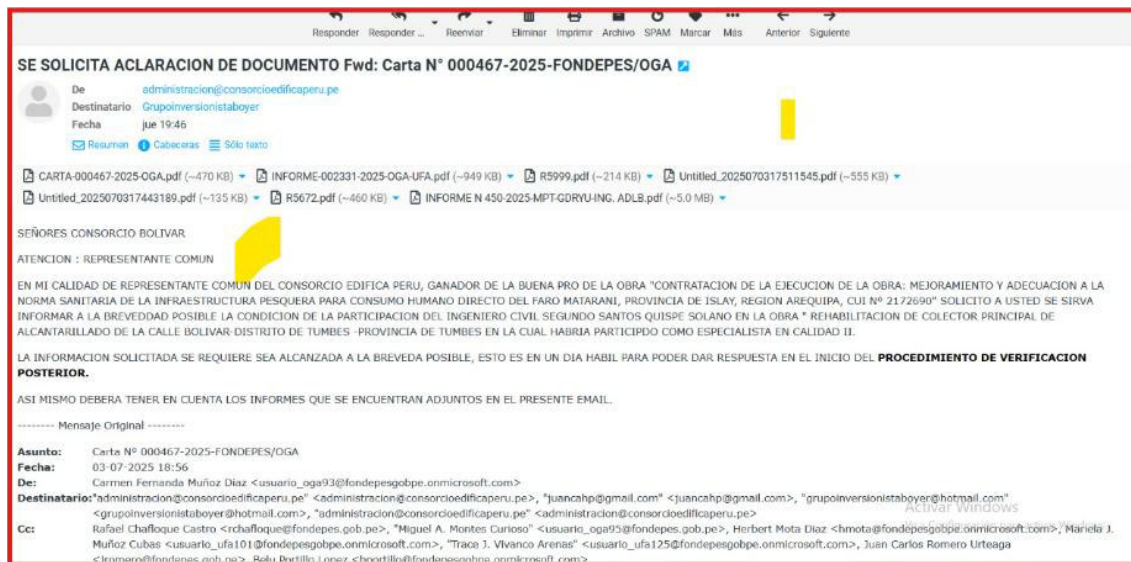 Responder Responder ... Reenviar Eliminar Imprimir Archivo SPAM Marcar Más Anterior Siguiente
SE SOLICITA ACLARACION DE DOCUMENTO Fwd: Carta N° 000467-2025-FONDEPES/OGA
De administracion@consorcioedificaperu.pe
Destinatario Grupoinversionistaboyer
Fecha jue 19:46
Resumen Cabeceras Sólo texto
CARTA-000467-2025-OGA.pdf (~470 KB) INFORME-002331-2025-OGA-UFA.pdf (~949 KB) R5999.pdf (~214 KB) Untitled_2025070317511545.pdf (~555 KB)
Untitled_2025070317443189.pdf (~135 KB) R5672.pdf (~460 KB) INFORME N 450-2025-MPT-GDRYU-ING. ADLB.pdf (~5.0 MB)
SEÑORES CONSORCIO BOLIVAR
ATENCION : REPRESENTANTE COMUN
EN MI CALIDAD DE REPRESENTANTE COMUN DEL CONSORCIO EDIFICA PERU, GANADOR DE LA BUENA PRO DE LA OBRA "CONTRATACION DE LA EJECUCION DE LA OBRA: MEJORAMIENTO Y ADECUACION A LA
NORMA SANITARIA DE LA INFRAESTRUCTURA PESQUERA PARA CONSUMO HUMANO DIRECTO DEL FARO MATARANI, PROVINCIA DE ISLAY, REGION AREQUIPA, CUI Nº 2172690" SOLICITO A USTED SE SIRVA
INFORMAR A LA BREVEDDAD POSIBLE LA CONDICION DE LA PARTICIPACION DEL INGENIERO CIVIL SEGUNDO SANTOS QUISPE SOLANO EN LA OBRA " REHABILITACION DE COLECTOR PRINCIPAL DE
ALCANTARILLADO DE LA CALLE BOLIVAR-DISTRITO DE TUMBES -PROVINCIA DE TUMBES EN LA CUAL HABRIA PARTICIPDO COMO ESPECIALISTA EN CALIDAD II.
LA INFORMACION SOLICITADA SE REQUIERE SEA ALCANZADA A LA BREVEDA POSIBLE, ESTO ES EN UN DIA HABIL PARA PODER DAR RESPUESTA EN EL INICIO DEL PROCEDIMIENTO DE VERIFICACION
POSTERIOR.
ASI MISMO DEBERA TENER EN CUENTA LOS INFORMES QUE SE ENCUENTRAN ADJUNTOS EN EL PRESENTE EMAIL.
-------- Mensaje Original --------
Asunto: Carta Nº 000467-2025-FONDEPES/OGA
Fecha: 03-07-2025 18:56
De: Carmen Fernanda Muñoz Diaz <usuario_oga93@fondepesgobpe.onmicrosoft.com>
Destinatario: "administracion@consorcioedificaperu.pe" <administracion@consorcioedificaperu.pe>, "juancahp@gmail.com" <juancahp@gmail.com>, "grupoinversionistaboyer@hotmail.com"
<grupoinversionistaboyer@hotmail.com>, "administracion@consorcioedificaperu.pe" <administracion@consorcioedificaperu.pe>
Activar Windows
Cc: Rafael Chafloque Castro <rchafloque@fondepes.gob.pe>, "Miguel A. Montes Curioso" <usuario_oga95@fondepes.gob.pe>, Herbert Mota Diaz <hmota@fondepesgobpe.onmicrosoft.com>, Mariela J.
Muñoz Cubas <usuario_ufa101@fondepesgobpe.onmicrosoft.com>, "Trace J. Vivanco Arenas" <usuario_ufa125@fondepesgobpe.onmicrosoft.com>, Juan Carlos Romero Urteaga
<jromero@fondepes.gob.pe>, Belu Portillo Lopez <bportillo@fondepesgobpe.onmicrosoft.com>